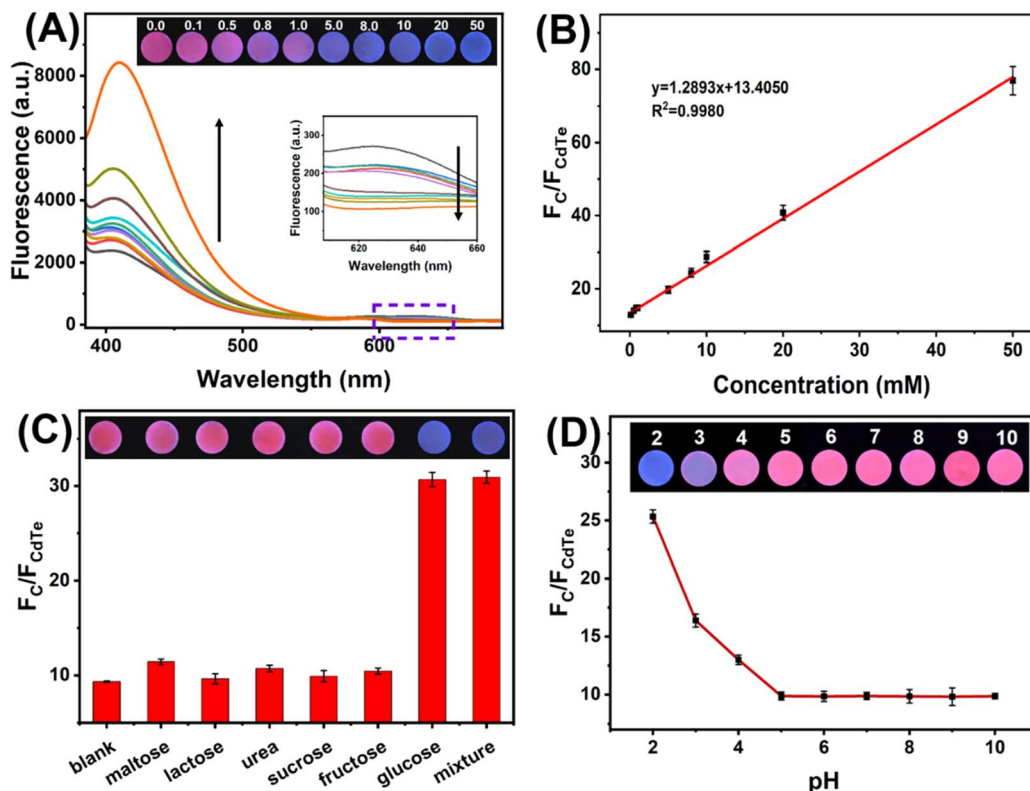 (A)
0.0 0.1 0.5 0.8 1.0 5.0 8.0 10 20 50
8000
6000
4000
2000
0
Fluorescence (a.u.)
400 500 600
Wavelength (nm)
300
200
100
Fluorescence (a.u.)
620 640 660
Wavelength (nm)
(B)
y=1.2893x+13.4050
R²=0.9980
80
60
40
20
0
F_C/F_CdTe
0 10 20 30 40 50
Concentration (mM)
(C)
30
20
10
F_C/F_CdTe
blank maltose lactose urea sucrose fructose glucose mixture
(D)
2 3 4 5 6 7 8 9 10
30
25
20
15
10
F_C/F_CdTe
2 4 6 8 10
pH